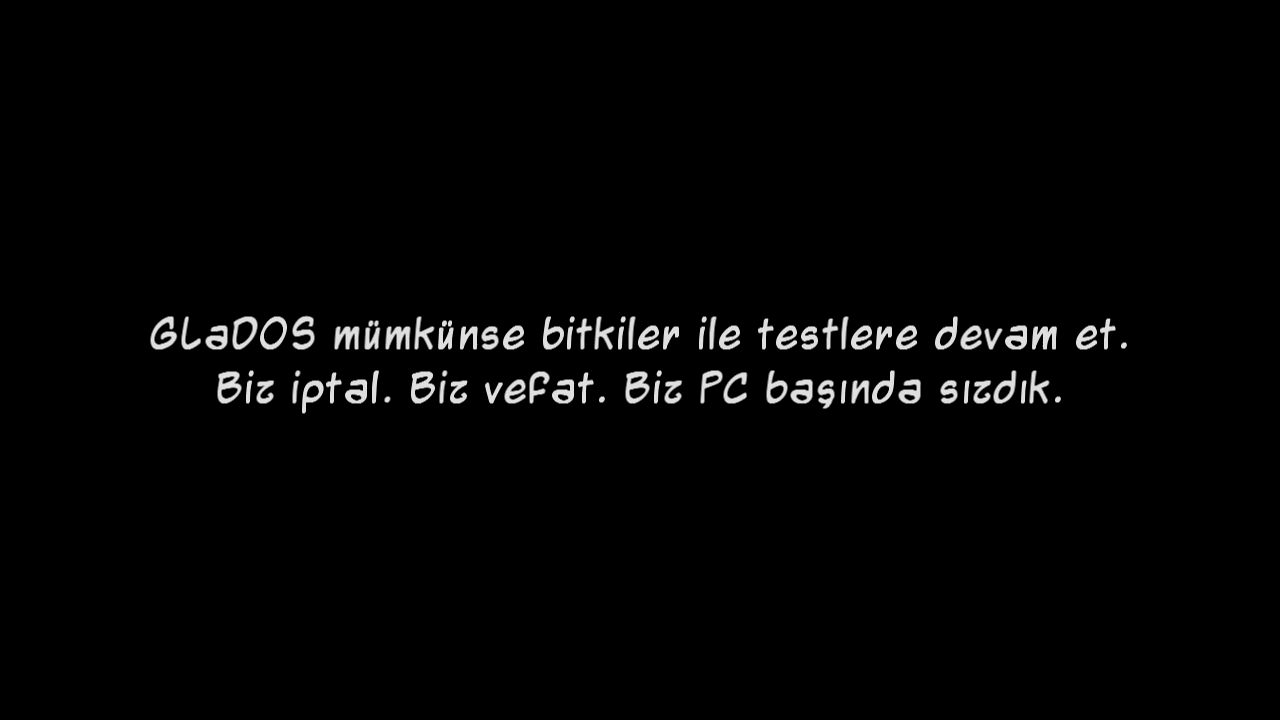 GLaDOS mümkünse bitkiler ile testlere devam et.
Biz iptal. Biz vefat. Biz PC başında sızdık.